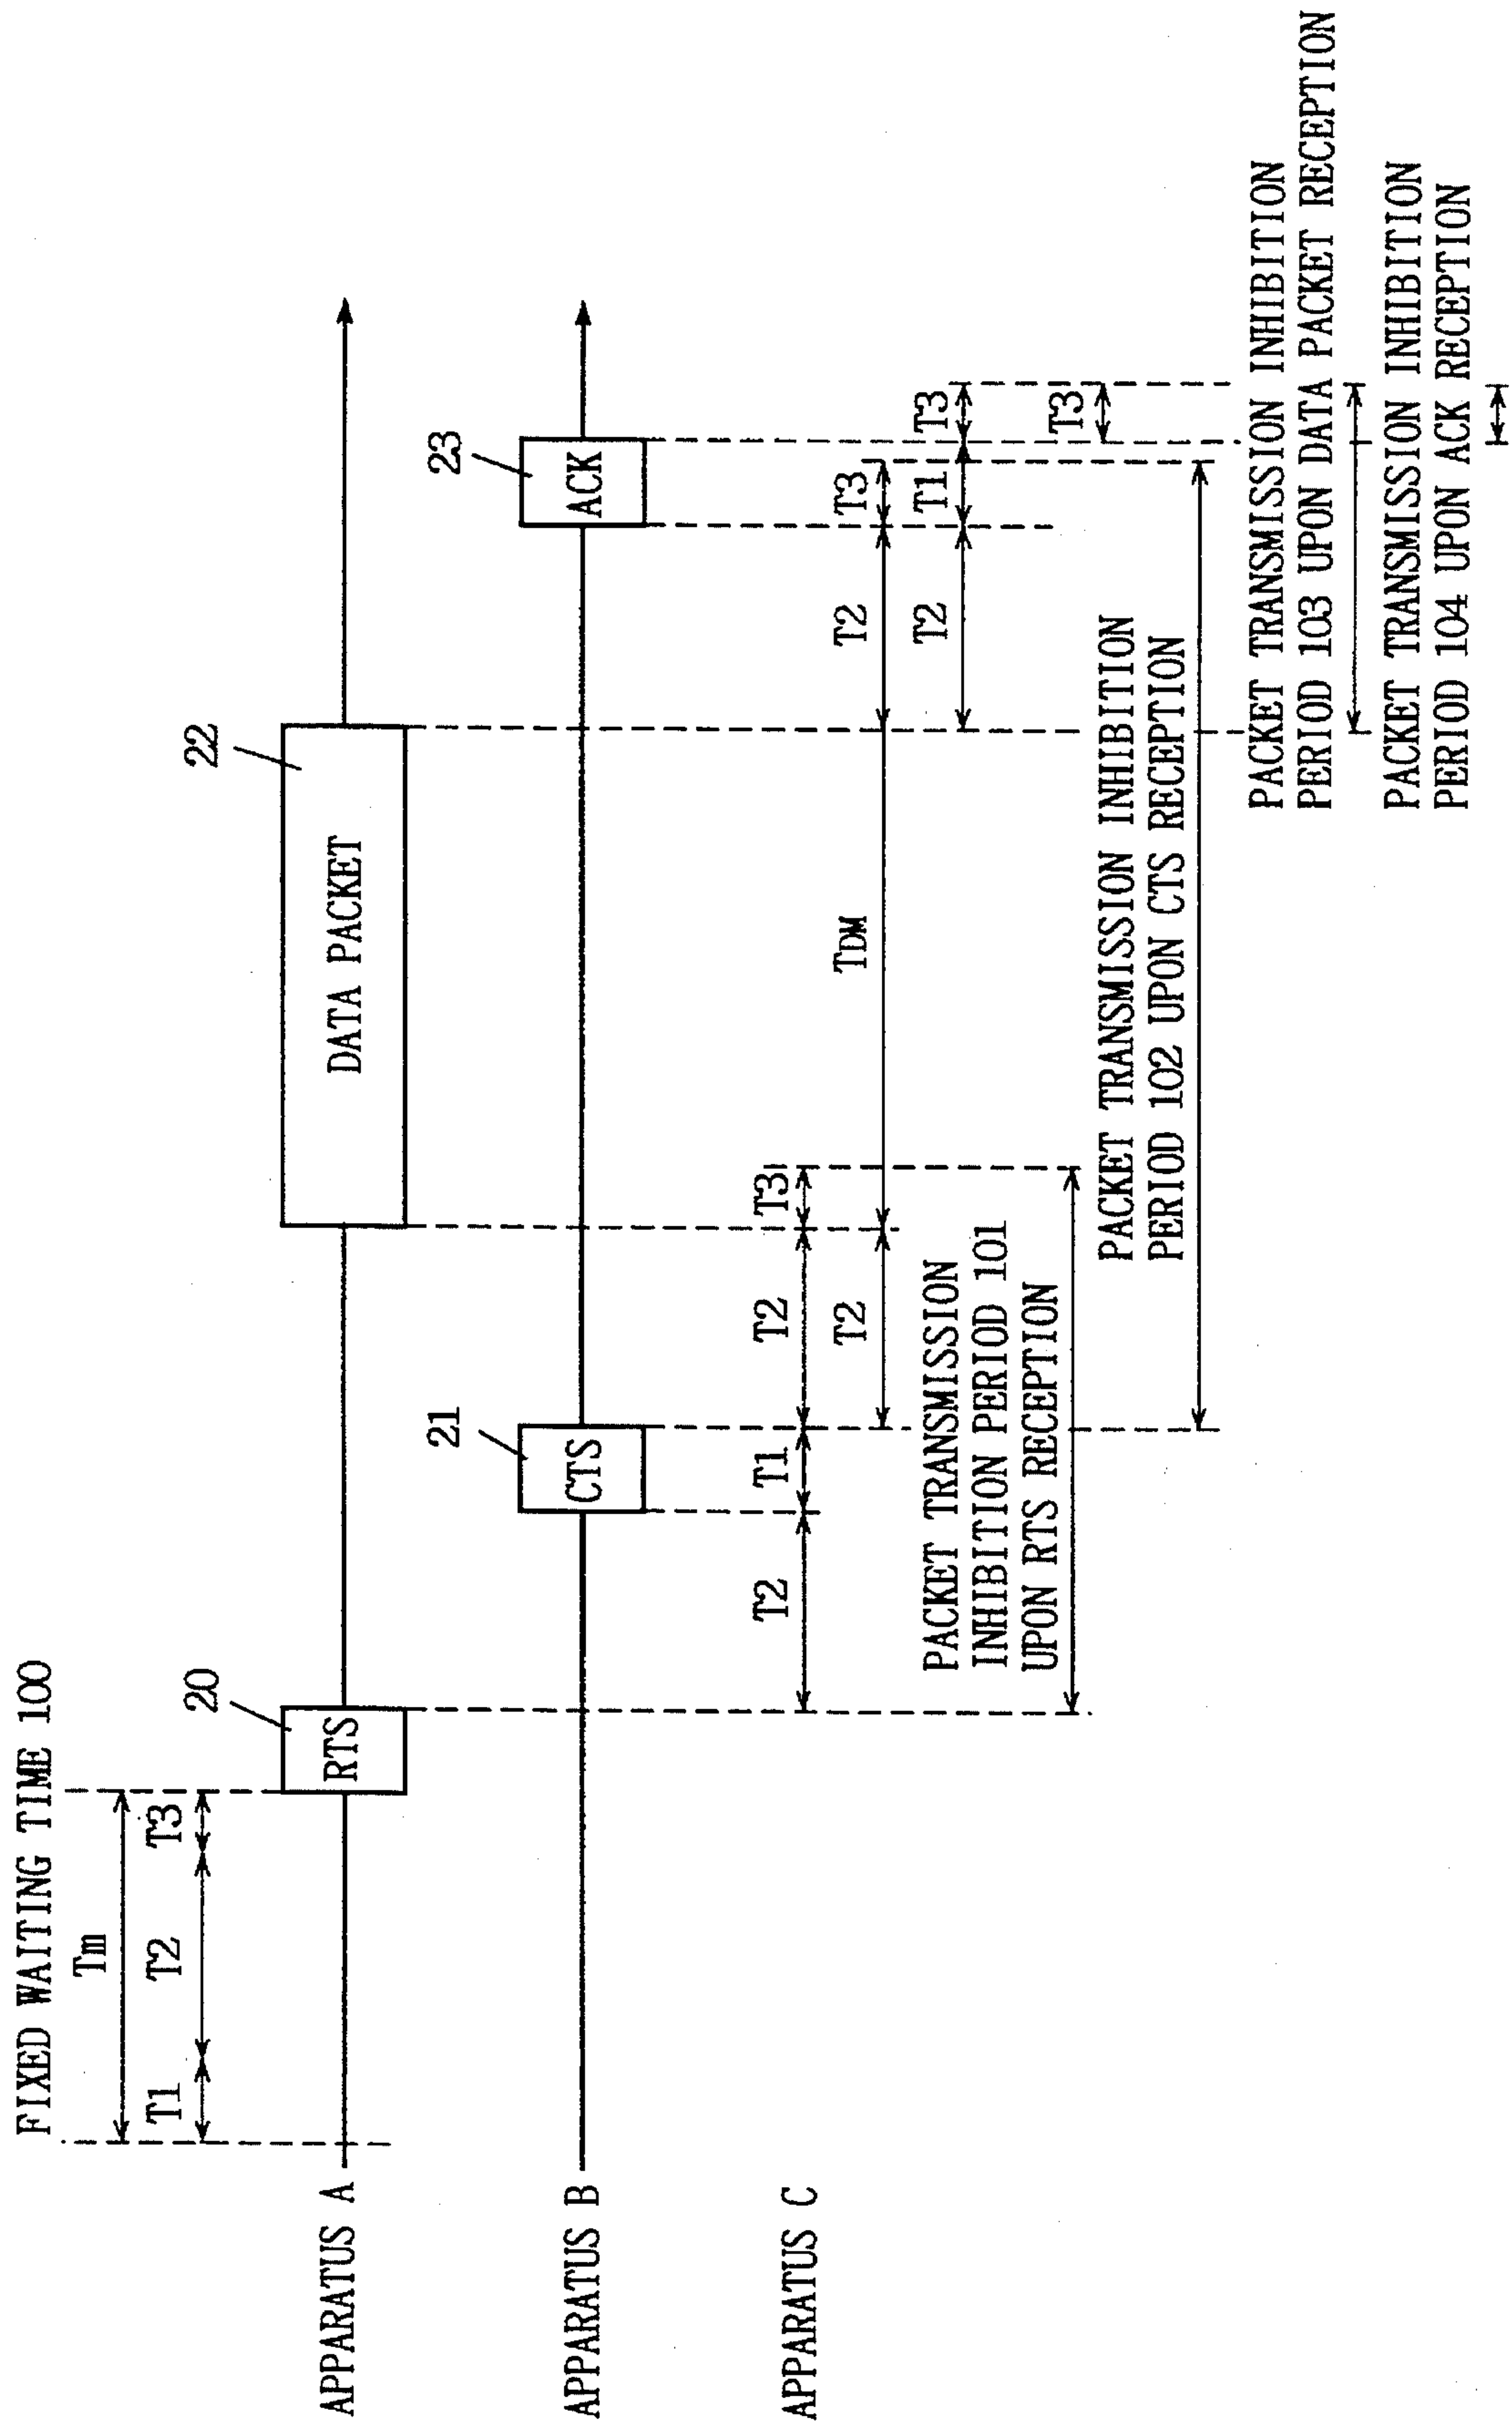 FIXED WAITING TIME 100
Tm
T1 T2 T3
20
22
APPARATUS A
RTS
DATA PACKET
21
23
APPARATUS B
CTS
ACK
APPARATUS C
T2 T1 T2 T3
T2 TDM T2 T3
T2 T1 T3
T3
PACKET TRANSMISSION
INHIBITION PERIOD 101
UPON RTS RECEPTION
PACKET TRANSMISSION INHIBITION
PERIOD 102 UPON CTS RECEPTION
PACKET TRANSMISSION INHIBITION
PERIOD 103 UPON DATA PACKET RECEPTION
PACKET TRANSMISSION INHIBITION
PERIOD 104 UPON ACK RECEPTION